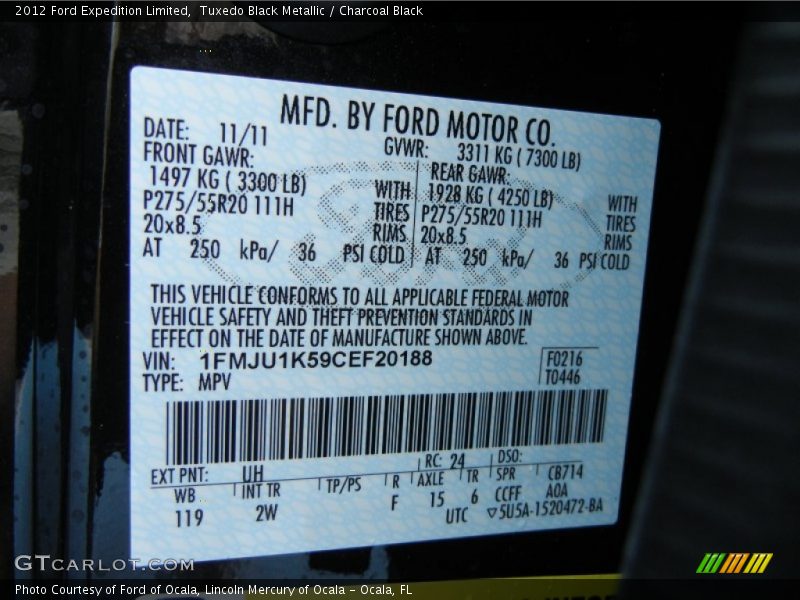 2012 Ford Expedition Limited,  Tuxedo Black Metallic / Charcoal Black
MFD. BY FORD MOTOR CO.
DATE: 11/11 GVWR: 3311 KG ( 7300 LB)
FRONT GAWR: REAR GAWR:
1497 KG ( 3300 LB) WITH 1928 KG ( 4250 LB) WITH
P275/55R20 111H TIRES P275/55R20 111H TIRES
20x8.5 RIMS 20x8.5 RIMS
AT 250 kPa/ 36 PSI COLD AT 250 kPa/ 36 PSI COLD
THIS VEHICLE CONFORMS TO ALL APPLICABLE FEDERAL MOTOR
VEHICLE SAFETY AND THEFT PREVENTION STANDARDS IN
EFFECT ON THE DATE OF MANUFACTURE SHOWN ABOVE.
VIN: 1FMJU1K59CEF20188 F0216
TYPE: MPV T0446
EXT PNT: UH RC: 24 DSO:
WB INT TR TP/PS R AXLE TR SPR CB714
119 2W F 15 6 CCFF AOA
UTC ▽5U5A-1520472-BA
Ford
GTCARLOT.COM
Photo Courtesy of Ford of Ocala, Lincoln Mercury of Ocala - Ocala, FL